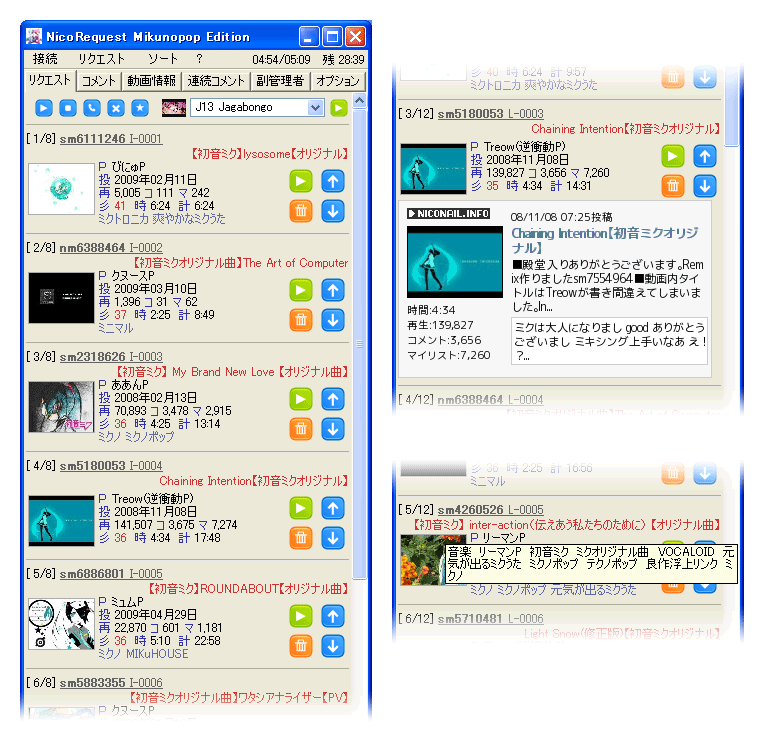 NicoRequest Mikunopop Edition
接続 リクエスト ソート ? 04:54/05:09 残 28:39
リクエスト コメント 動画情報 連続コメント 副管理者 オプション
J13 Jagabongo
[1/8] sm6111246 I-0001
【初音ミク】lysosome【オリジナル】
P ぴにゅP
投 2009年02月11日
再 5,005 コ 111 マ 242
彡 41 時 6:24 計 6:24
ミクトロニカ 爽やかなミクうた
[2/8] nm6388464 I-0002
【初音ミクオリジナル曲】The Art of Computer
P クヌースP
投 2009年03月10日
再 1,396 コ 31 マ 62
彡 37 時 2:25 計 8:49
ミニマル
[3/8] sm2318626 I-0003
【初音ミク】 My Brand New Love 【オリジナル曲】
P ああんP
投 2008年02月13日
再 70,893 コ 3,478 マ 2,915
彡 36 時 4:25 計 13:14
ミクノ ミクノポップ
[4/8] sm5180053 I-0004
Chaining Intention【初音ミクオリジナル】
P Treow(逆衝動P)
投 2008年11月08日
再 141,507 コ 3,675 マ 7,274
彡 36 時 4:34 計 17:48
[5/8] sm6886801 I-0005
【初音ミク】ROUNDABOUT【オリジナル曲】
P ミュムP
投 2009年04月29日
再 22,870 コ 601 マ 1,181
彡 36 時 5:10 計 22:58
ミクノ MIKuHOUSE
[6/8] sm5883355 I-0006
【初音ミクオリジナル曲】ワタシアナライザー【PV】
P クヌースP
彡 40 時 6:24 計 9:57
ミクトロニカ 爽やかなミクうた
[3/12] sm5180053 L-0003
Chaining Intention【初音ミクオリジナル】
P Treow(逆衝動P)
投 2008年11月08日
再 139,827 コ 3,656 マ 7,260
彡 35 時 4:34 計 14:31
NICONAIL.INFO
08/11/08 07:25投稿
Chaining Intention【初音ミクオリジ
ナル】
■殿堂入りありがとうございます。Rem
ix作りましたsm7554964 ■動画内タイ
トルはTreowが書き間違えてしまいま
した。In...
時間:4:34
再生:139,827
コメント:3,656
マイリスト:7,260
ミクは大人になりまし good ありがとう
ございまし ミキシング上手いなあ え!
?...
[4/12] nm6388464 L-0004
彡 36 時 2:25 計 16:56
ミニマル
[5/12] sm4260526 L-0005
【初音ミク】 inter-action(伝えあう私たちのために) 【オリジナル曲】
P リーマンP
音楽 リーマンP 初音ミク ミクオリジナル曲 VOCALOID 元
気が出るミクうた ミクノポップ テクノポップ 良作浮上リンク ミ
クノ
ミクノ ミクノポップ 元気が出るミクうた
[6/12] sm5710481 L-0006
Light Snow(修正版)【初音ミクオリジナル】